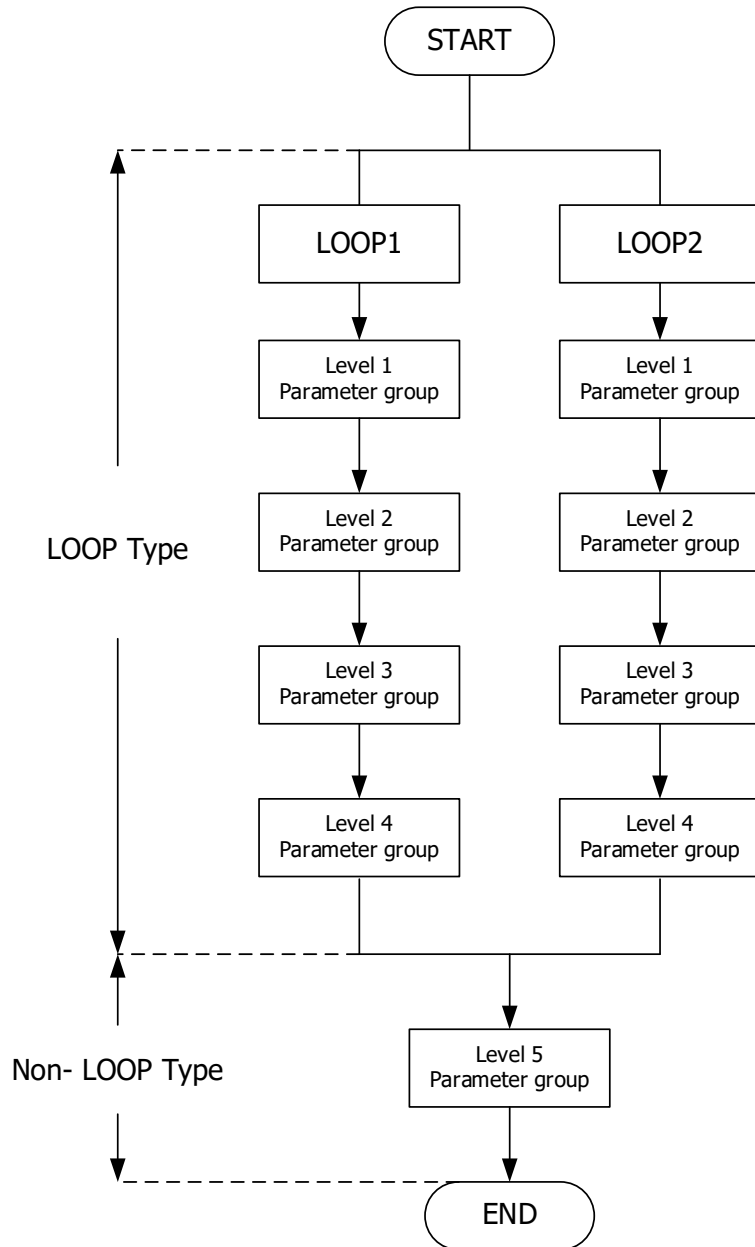 START
LOOP1
LOOP2
Level 1
Parameter group
Level 1
Parameter group
Level 2
Parameter group
Level 2
Parameter group
LOOP Type
Level 3
Parameter group
Level 3
Parameter group
Level 4
Parameter group
Level 4
Parameter group
Level 5
Parameter group
Non- LOOP Type
END